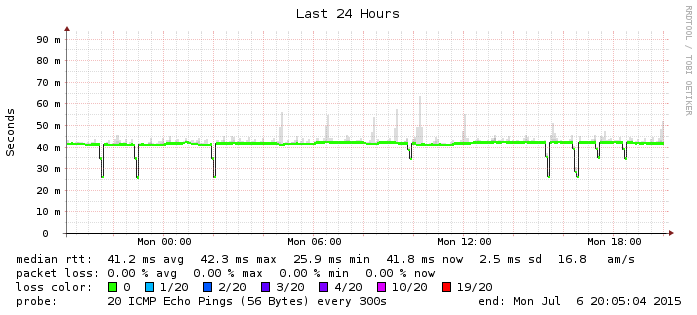 Last 24 Hours
RRDTOOL / TOBI OETIKER
Seconds
90 m
80 m
70 m
60 m
50 m
40 m
30 m
20 m
10 m
0
Mon 00:00 Mon 06:00 Mon 12:00 Mon 18:00
median rtt: 41.2 ms avg 42.3 ms max 25.9 ms min 41.8 ms now 2.5 ms sd 16.8 am/s
packet loss: 0.00 % avg 0.00 % max 0.00 % min 0.00 % now
loss color: 0 1/20 2/20 3/20 4/20 10/20 19/20
probe: 20 ICMP Echo Pings (56 Bytes) every 300s end: Mon Jul 6 20:05:04 2015